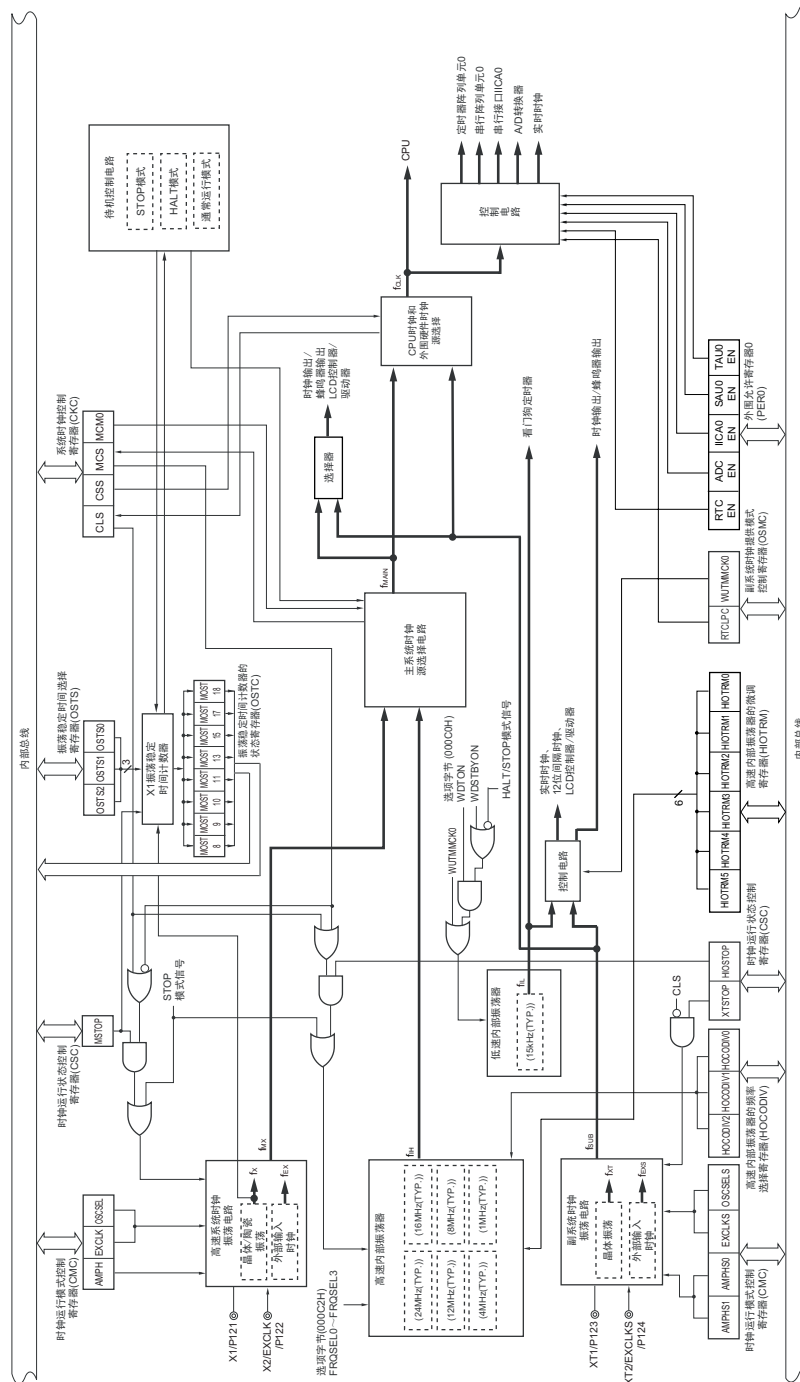 内部总线
时钟运行模式控制
寄存器(CMC)
AMPH EXCLK OSCSEL
时钟运行状态控制
寄存器(CSC)
MSTOP
振荡稳定时间选择
寄存器(OSTS)
OSTS2 OSTS1 OSTS0
3
X1振荡稳定
时间计数器
MOST 8
MOST 9
MOST 10
MOST 11
MOST 13
MOST 15
MOST 17
MOST 18
振荡稳定时间计数器的
状态寄存器(OSTC)
系统时钟控制
寄存器(CKC)
CLS CSS MCS MCM0
待机控制电路
STOP模式
HALT模式
通常运行模式
STOP
模式信号
高速系统时钟
振荡电路
晶体/陶瓷
振荡
fX
外部输入
时钟
fEX
fMX
X1/P121
X2/EXCLK
/P122
选项字节(000C2H)
FRQSEL0～FRQSEL3
高速内部振荡器
(24MHz(TYP.)) (16MHz(TYP.))
(12MHz(TYP.)) (8MHz(TYP.))
(4MHz(TYP.)) (1MHz(TYP.))
fIH
主系统时钟
源选择电路
fMAIN
选择器
时钟输出/
蜂鸣器输出
LCD控制器/
驱动器
CPU时钟和
外围硬件时钟
源选择
fCLK
CPU
控制
电路
定时器阵列单元0
串行阵列单元0
串行接口IICA0
A/D转换器
实时时钟
选项字节 (000C0H)
WDTON
WDSTBYON
WUTMMCK0
HALT/STOP模式信号
低速内部振荡器
(15kHz(TYP.))
fIL
看门狗定时器
实时时钟、
12位间隔时钟、
LCD控制器/驱动器
控制电路
时钟输出/蜂鸣器输出
XT1/P123
XT2/EXCLKS
/P124
副系统时钟
振荡电路
晶体振荡
fXT
外部输入
时钟
fEXS
fSUB
CLS
AMPHS1 AMPHS0 EXCLKS OSCSELS
时钟运行模式控制
寄存器(CMC)
HOCODIV2 HOCODIV1 HOCODIV0
高速内部振荡器的频率
选择寄存器(HOCODIV)
XTSTOP HIOSTOP
时钟运行状态控制
寄存器(CSC)
6
HIOTRM5 HIOTRM4 HIOTRM3 HIOTRM2 HIOTRM1 HIOTRM0
高速内部振荡器的微调
寄存器(HIOTRM)
RTCLPC WUTMMCK0
副系统时钟提供模式
控制寄存器(OSMC)
RTC EN
ADC EN
IICA0 EN
SAU0 EN
TAU0 EN
外围允许寄存器0
(PER0)
内部总线